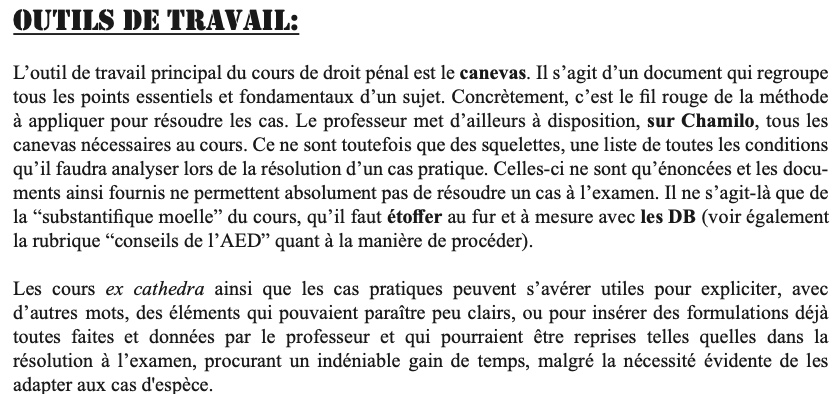 OUTILS DE TRAVAIL:
L’outil de travail principal du cours de droit pénal est le canevas. Il s’agit d’un document qui regroupe
tous les points essentiels et fondamentaux d’un sujet. Concrètement, c’est le fil rouge de la méthode
à appliquer pour résoudre les cas. Le professeur met d’ailleurs à disposition, sur Chamilo, tous les
canevas nécessaires au cours. Ce ne sont toutefois que des squelettes, une liste de toutes les conditions
qu’il faudra analyser lors de la résolution d’un cas pratique. Celles-ci ne sont qu’énoncées et les docu-
ments ainsi fournis ne permettent absolument pas de résoudre un cas à l’examen. Il ne s’agit-là que de
la “substantifique moelle” du cours, qu’il faut étoffer au fur et à mesure avec les DB (voir également
la rubrique “conseils de l’AED” quant à la manière de procéder).
Les cours ex cathedra ainsi que les cas pratiques peuvent s’avérer utiles pour expliciter, avec
d’autres mots, des éléments qui pouvaient paraître peu clairs, ou pour insérer des formulations déjà
toutes faites et données par le professeur et qui pourraient être reprises telles quelles dans la
résolution à l’examen, procurant un indéniable gain de temps, malgré la nécessité évidente de les
adapter aux cas d'espèce.